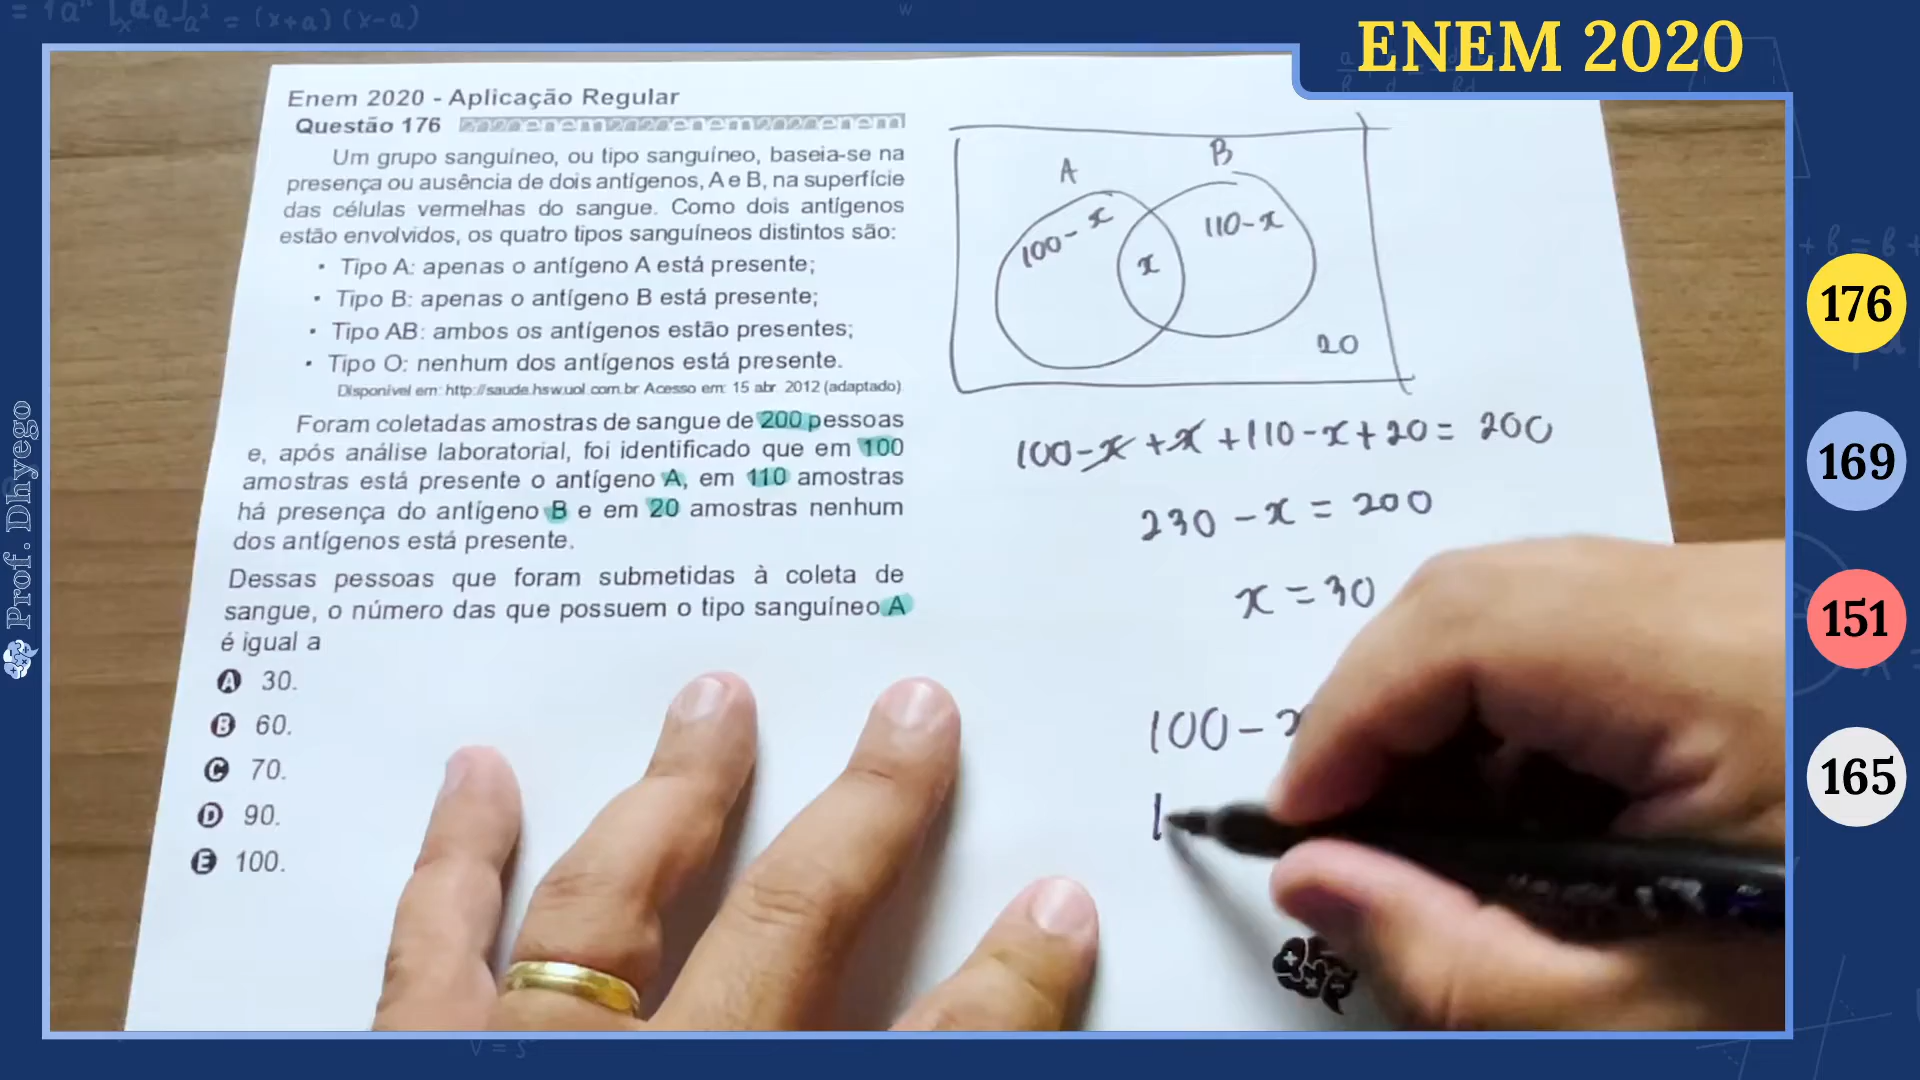 ENEM 2020
Enem 2020 - Aplicação Regular
Questão 176
Um grupo sanguíneo, ou tipo sanguíneo, baseia-se na
presença ou ausência de dois antígenos, A e B, na superfície
das células vermelhas do sangue. Como dois antígenos
estão envolvidos, os quatro tipos sanguíneos distintos são:
• Tipo A: apenas o antígeno A está presente;
• Tipo B: apenas o antígeno B está presente;
• Tipo AB: ambos os antígenos estão presentes;
• Tipo O: nenhum dos antígenos está presente.
Disponível em: http://saude.hsw.uol.com.br. Acesso em: 15 abr. 2012 (adaptado).
Foram coletadas amostras de sangue de 200 pessoas
e, após análise laboratorial, foi identificado que em 100
amostras está presente o antígeno A, em 110 amostras
há presença do antígeno B e em 20 amostras nenhum
dos antígenos está presente.
Dessas pessoas que foram submetidas à coleta de
sangue, o número das que possuem o tipo sanguíneo A
é igual a
A 30.
B 60.
C 70.
D 90.
E 100.
A
B
100 - x
x
110 - x
20
100 - x + x + 110 - x + 20 = 200
230 - x = 200
x = 30
100 - x
1
176
169
151
165
Prof. Dhyego